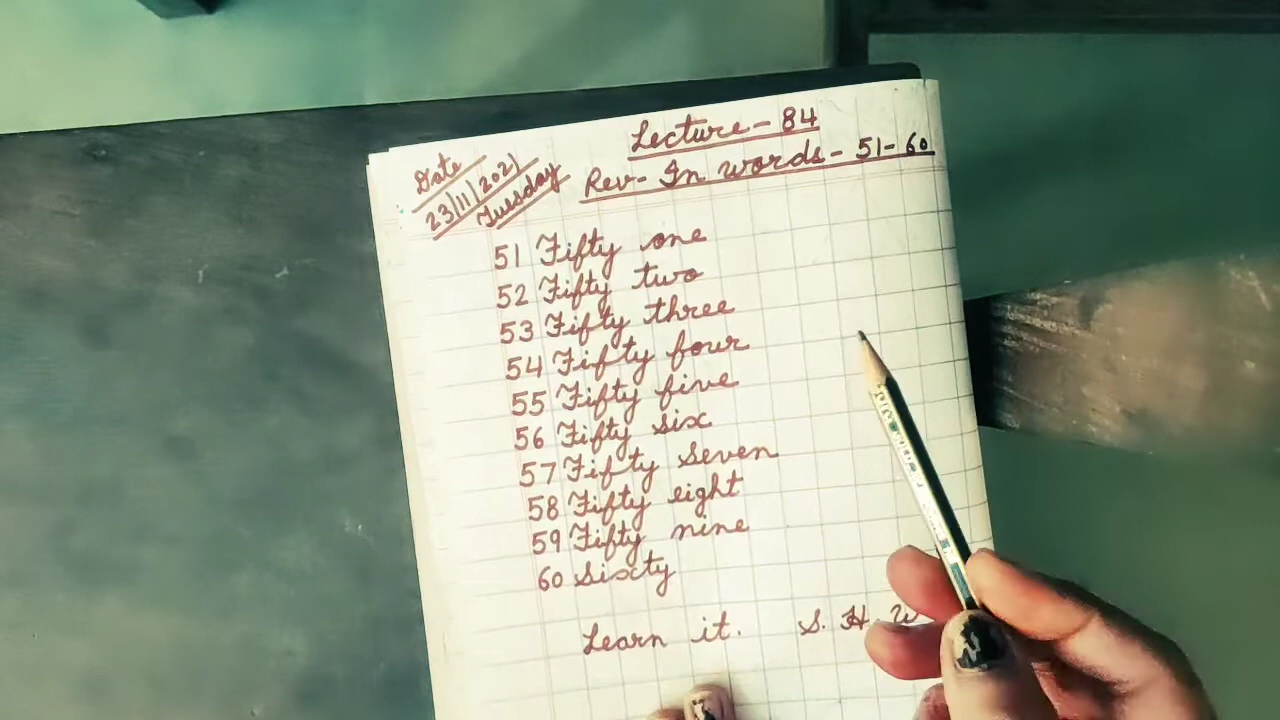 Lecture - 84
Date
23/11/2021
Tuesday
Rev- In words - 51-60
51 Fifty one
52 Fifty two
53 Fifty three
54 Fifty four
55 Fifty five
56 Fifty six
57 Fifty seven
58 Fifty eight
59 Fifty nine
60 Sixty
Learn it. S. H. W